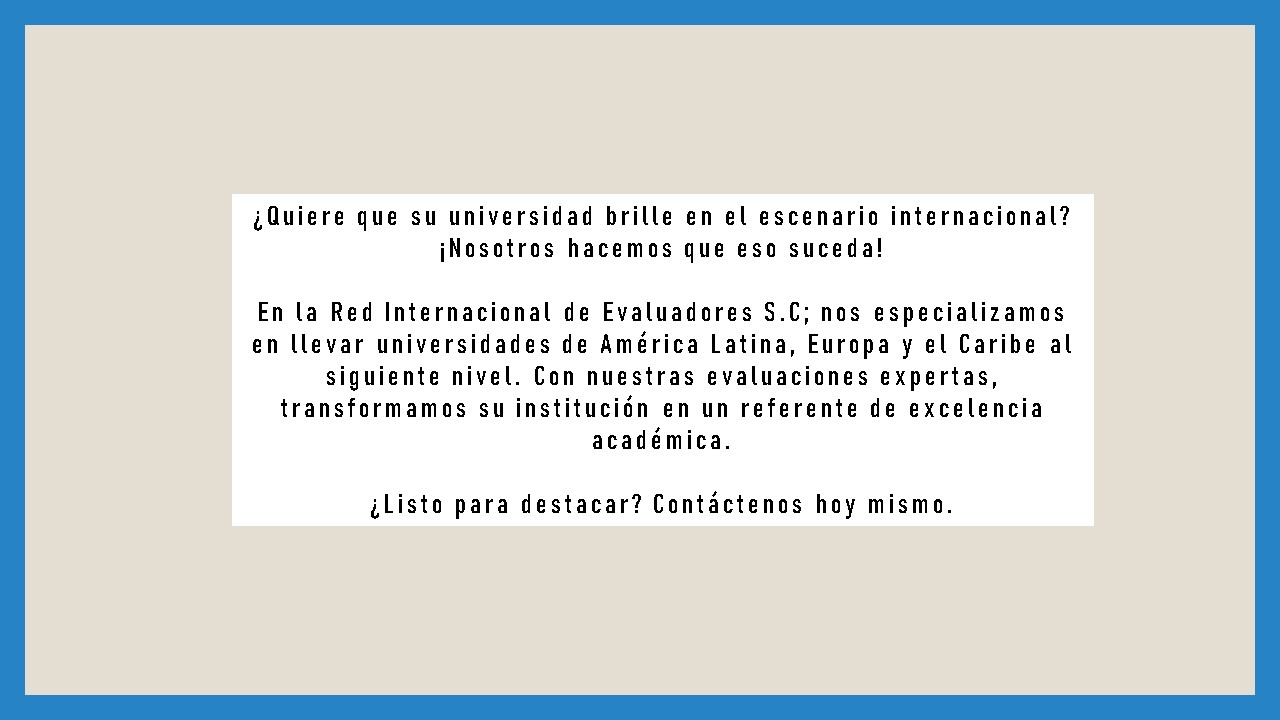 ¿Quiere que su universidad brille en el escenario internacional?
¡Nosotros hacemos que eso suceda!
En la Red Internacional de Evaluadores S.C; nos especializamos
en llevar universidades de América Latina, Europa y el Caribe al
siguiente nivel. Con nuestras evaluaciones expertas,
transformamos su institución en un referente de excelencia
académica.
¿Listo para destacar? Contáctenos hoy mismo.